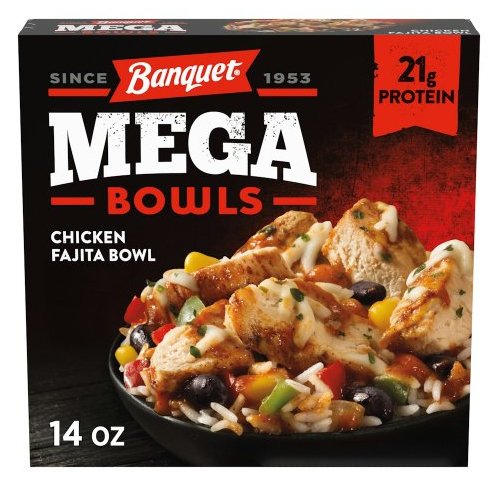 SINCE Banquet® 1953
MEGA
BOWLS
CHICKEN
FAJITA BOWL
21g
PROTEIN
14 OZ